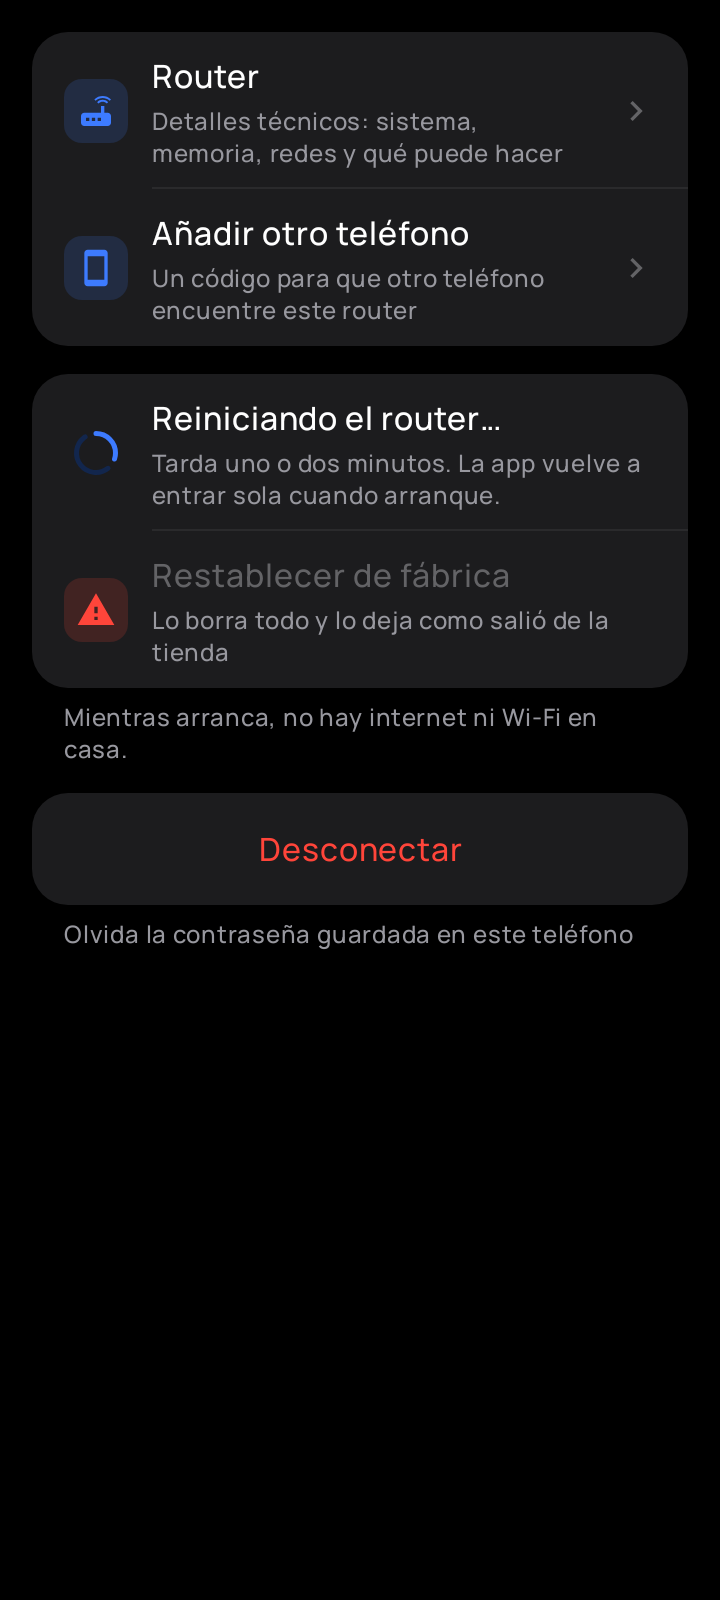 Router
Detalles técnicos: sistema,
memoria, redes y qué puede hacer
Añadir otro teléfono
Un código para que otro teléfono
encuentre este router
Reiniciando el router…
Tarda uno o dos minutos. La app vuelve a
entrar sola cuando arranque.
Restablecer de fábrica
Lo borra todo y lo deja como salió de la
tienda
Mientras arranca, no hay internet ni Wi-Fi en
casa.
Desconectar
Olvida la contraseña guardada en este teléfono